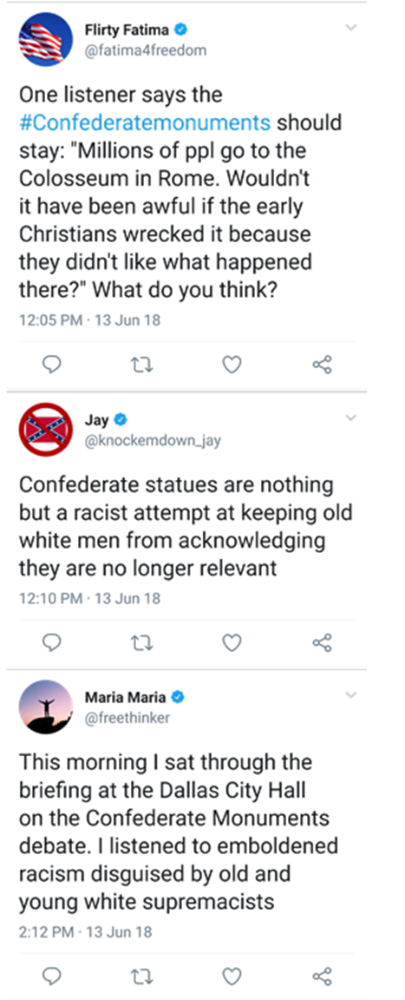 Flirty Fatima
@fatima4freedom
One listener says the
#Confederatemonuments should
stay: "Millions of ppl go to the
Colosseum in Rome. Wouldn't
it have been awful if the early
Christians wrecked it because
they didn't like what happened
there?" What do you think?
12:05 PM · 13 Jun 18
Jay
@knockemdown_jay
Confederate statues are nothing
but a racist attempt at keeping old
white men from acknowledging
they are no longer relevant
12:10 PM · 13 Jun 18
Maria Maria
@freethinker
This morning I sat through the
briefing at the Dallas City Hall
on the Confederate Monuments
debate. I listened to emboldened
racism disguised by old and
young white supremacists
2:12 PM · 13 Jun 18